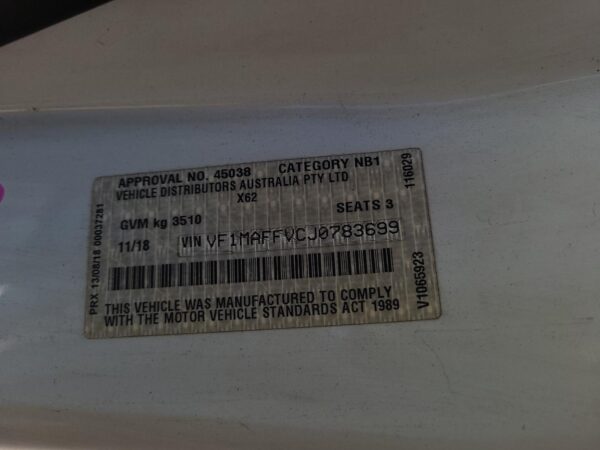 APPROVAL NO. 45038 CATEGORY NB1
VEHICLE DISTRIBUTORS AUSTRALIA PTY LTD
X62
GVM kg 3510 SEATS 3
11/18 VIN VF1MAFFVCJ0783699
THIS VEHICLE WAS MANUFACTURED TO COMPLY
WITH THE MOTOR VEHICLE STANDARDS ACT 1989
PRX 13/08/18 00037281
116029
V1065923